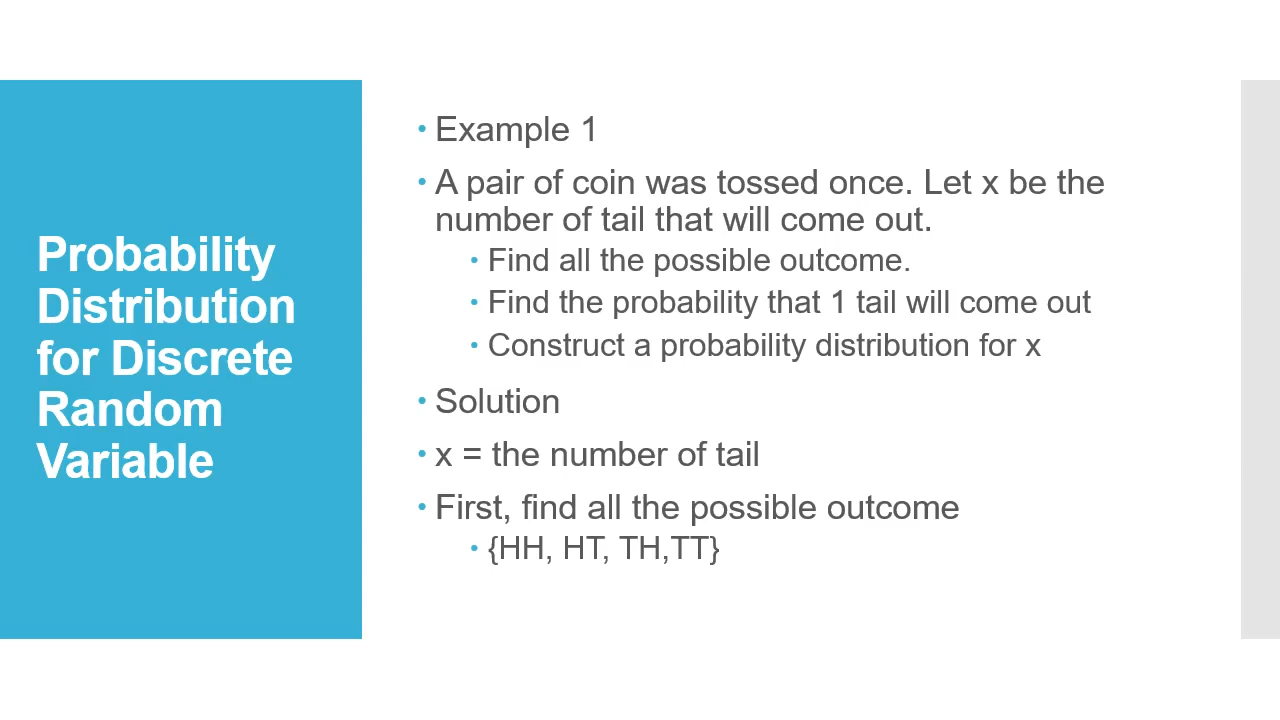 Probability
Distribution
for Discrete
Random
Variable
• Example 1
• A pair of coin was tossed once. Let x be the
number of tail that will come out.
• Find all the possible outcome.
• Find the probability that 1 tail will come out
• Construct a probability distribution for x
• Solution
• x = the number of tail
• First, find all the possible outcome
• {HH, HT, TH,TT}